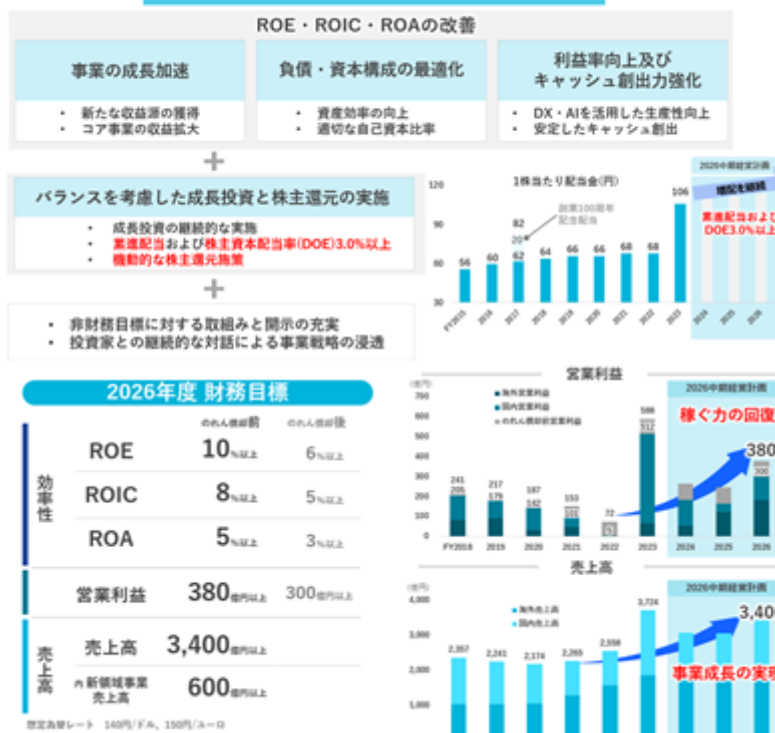 ROE・ROIC・ROAの改善
事業の成長加速
・ 新たな収益源の獲得
・ コア事業の収益拡大
負債・資本構成の最適化
・ 資産効率の向上
・ 適切な自己資本比率
利益率向上及び
キャッシュ創出力強化
・ DX・AIを活用した生産性向上
・ 安定したキャッシュ創出
+
バランスを考慮した成長投資と株主還元の実施
・ 成長投資の継続的な実施
・ 累進配当および株主資本配当率(DOE)3.0%以上
・ 機動的な株主還元施策
+
・ 非財務目標に対する取組みと開示の充実
・ 投資家との継続的な対話による事業戦略の浸透
1株当たり配当金(円)
2026中期経営計画
増配を継続
累進配当および
DOE3.0%以上
創業100周年
記念配当
120
90
60
30
56
60
82
20
62
64
66
66
68
68
106
FY2015
2016
2017
2018
2019
2020
2021
2022
2023
2024
2025
2026
2026年度 財務目標
のれん償却前
のれん償却後
効率性
ROE
10%以上
6%以上
ROIC
8%以上
5%以上
ROA
5%以上
3%以上
営業利益
380億円以上
300億円以上
売上高
売上高
3,400億円以上
内 新領域事業
売上高
600億円以上
想定為替レート 140円/ドル、150円/ユーロ
営業利益
(億円)
■海外営業利益
■国内営業利益
■のれん償却前営業利益
2026中期経営計画
稼ぐ力の回復
700
600
500
400
300
200
100
0
241
205
217
179
187
142
153
101
72
588
512
380
300
FY2018
2019
2020
2021
2022
2023
2024
2025
2026
売上高
(億円)
■海外売上高
■国内売上高
2026中期経営計画
4,000
3,000
2,000
1,000
2,357
2,241
2,174
2,265
2,558
3,724
3,400
事業成長の実現